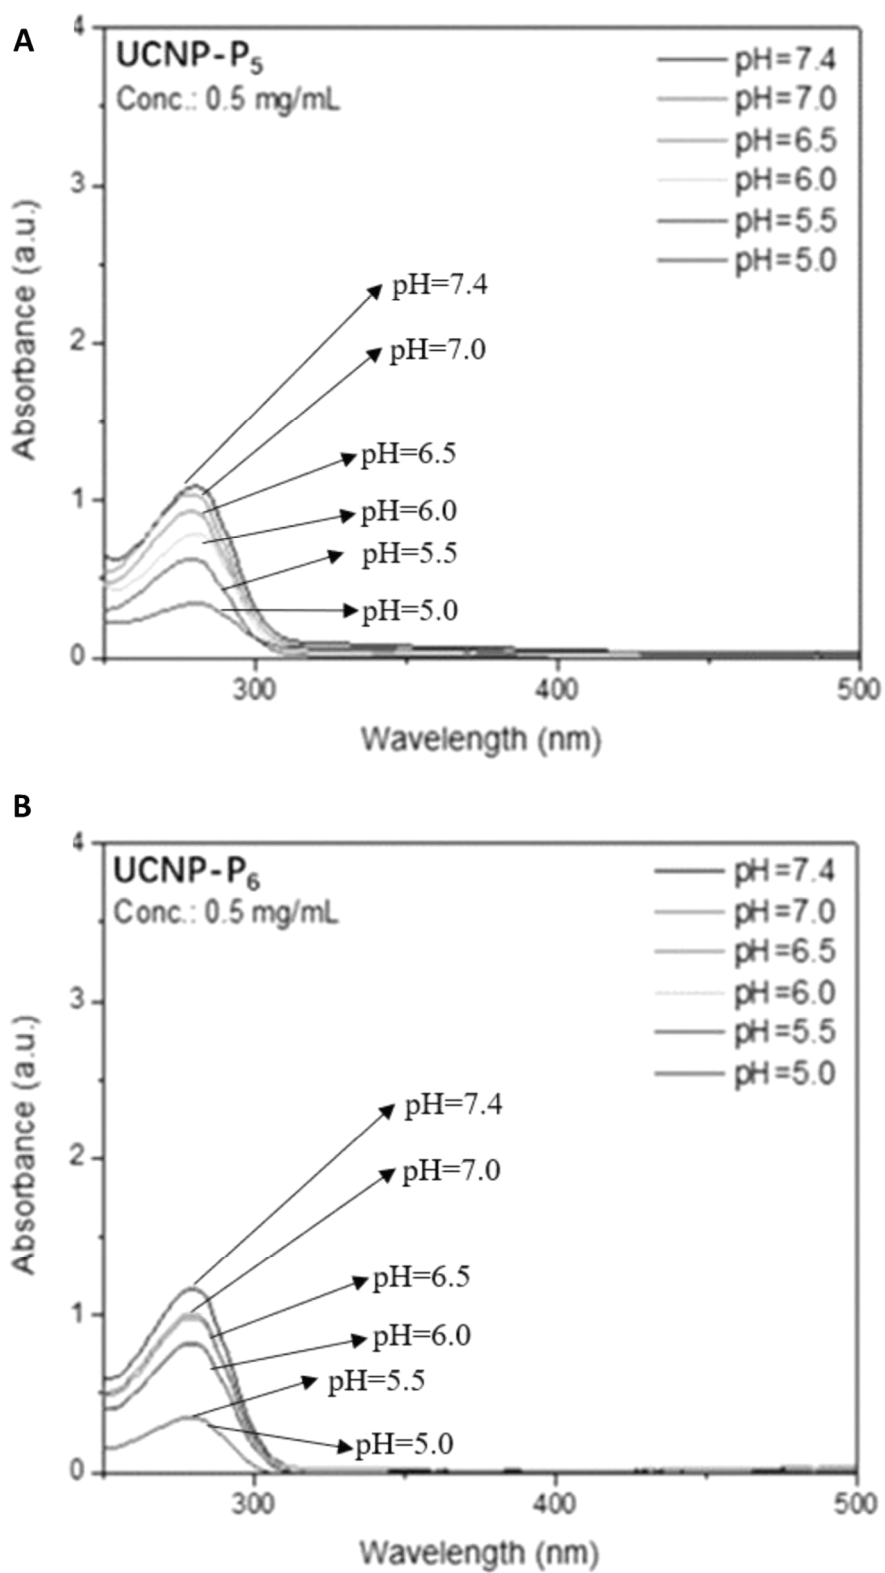 A
UCNP-P5
Conc.: 0.5 mg/mL
pH=7.4
pH=7.0
pH=6.5
pH=6.0
pH=5.5
pH=5.0
pH=7.4
pH=7.0
pH=6.5
pH=6.0
pH=5.5
pH=5.0
4
3
2
1
0
Absorbance (a.u.)
300
400
500
Wavelength (nm)
B
UCNP-P6
Conc.: 0.5 mg/mL
pH=7.4
pH=7.0
pH=6.5
pH=6.0
pH=5.5
pH=5.0
pH=7.4
pH=7.0
pH=6.5
pH=6.0
pH=5.5
pH=5.0
4
3
2
1
0
Absorbance (a.u.)
300
400
500
Wavelength (nm)